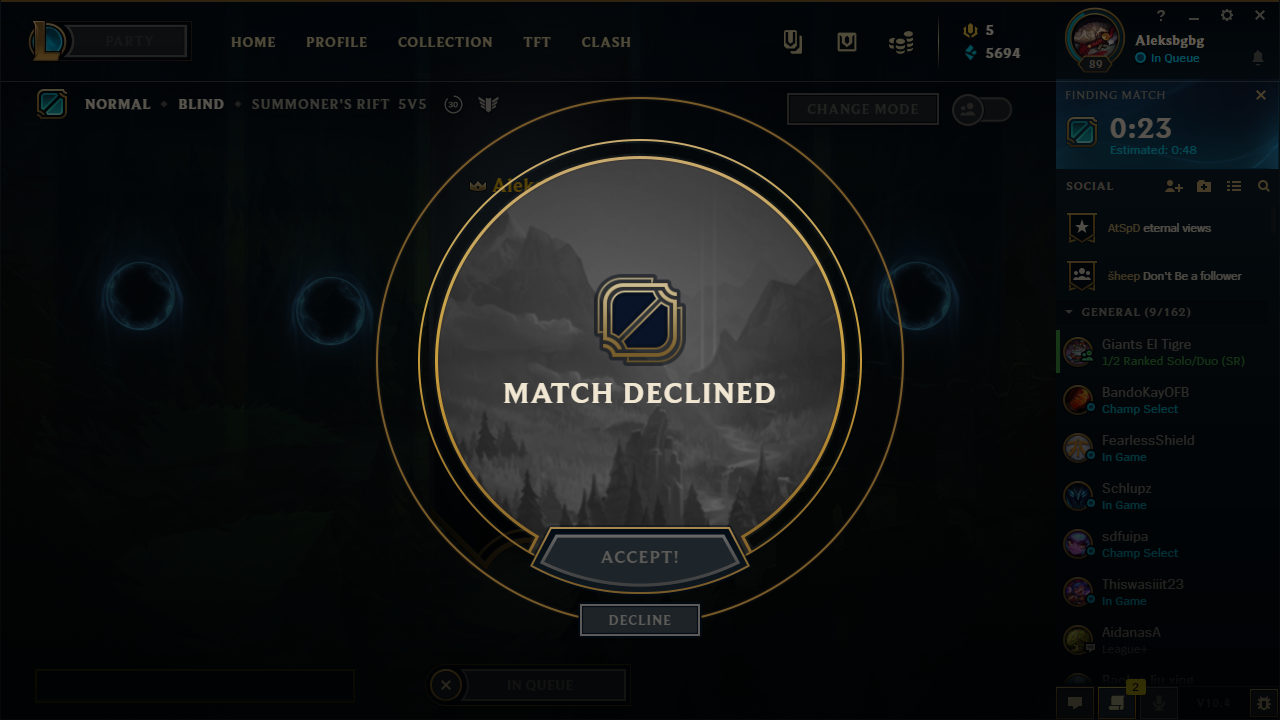 PARTY
HOME
PROFILE
COLLECTION
TFT
CLASH
5
5694
?
89
Aleksbgbg
In Queue
NORMAL • BLIND • SUMMONER'S RIFT 5V5
30
CHANGE MODE
FINDING MATCH
0:23
Estimated: 0:48
SOCIAL
Alek
AtSpD eternal views
šheep Don't Be a follower
GENERAL (9/162)
Giants El Tigre
1/2 Ranked Solo/Duo (SR)
BandoKayOFB
Champ Select
FearlessShield
In Game
Schlupz
In Game
sdfuipa
Champ Select
Thiswasiiit23
In Game
AidanasA
League+
MATCH DECLINED
ACCEPT!
DECLINE
IN QUEUE
2
V10.4